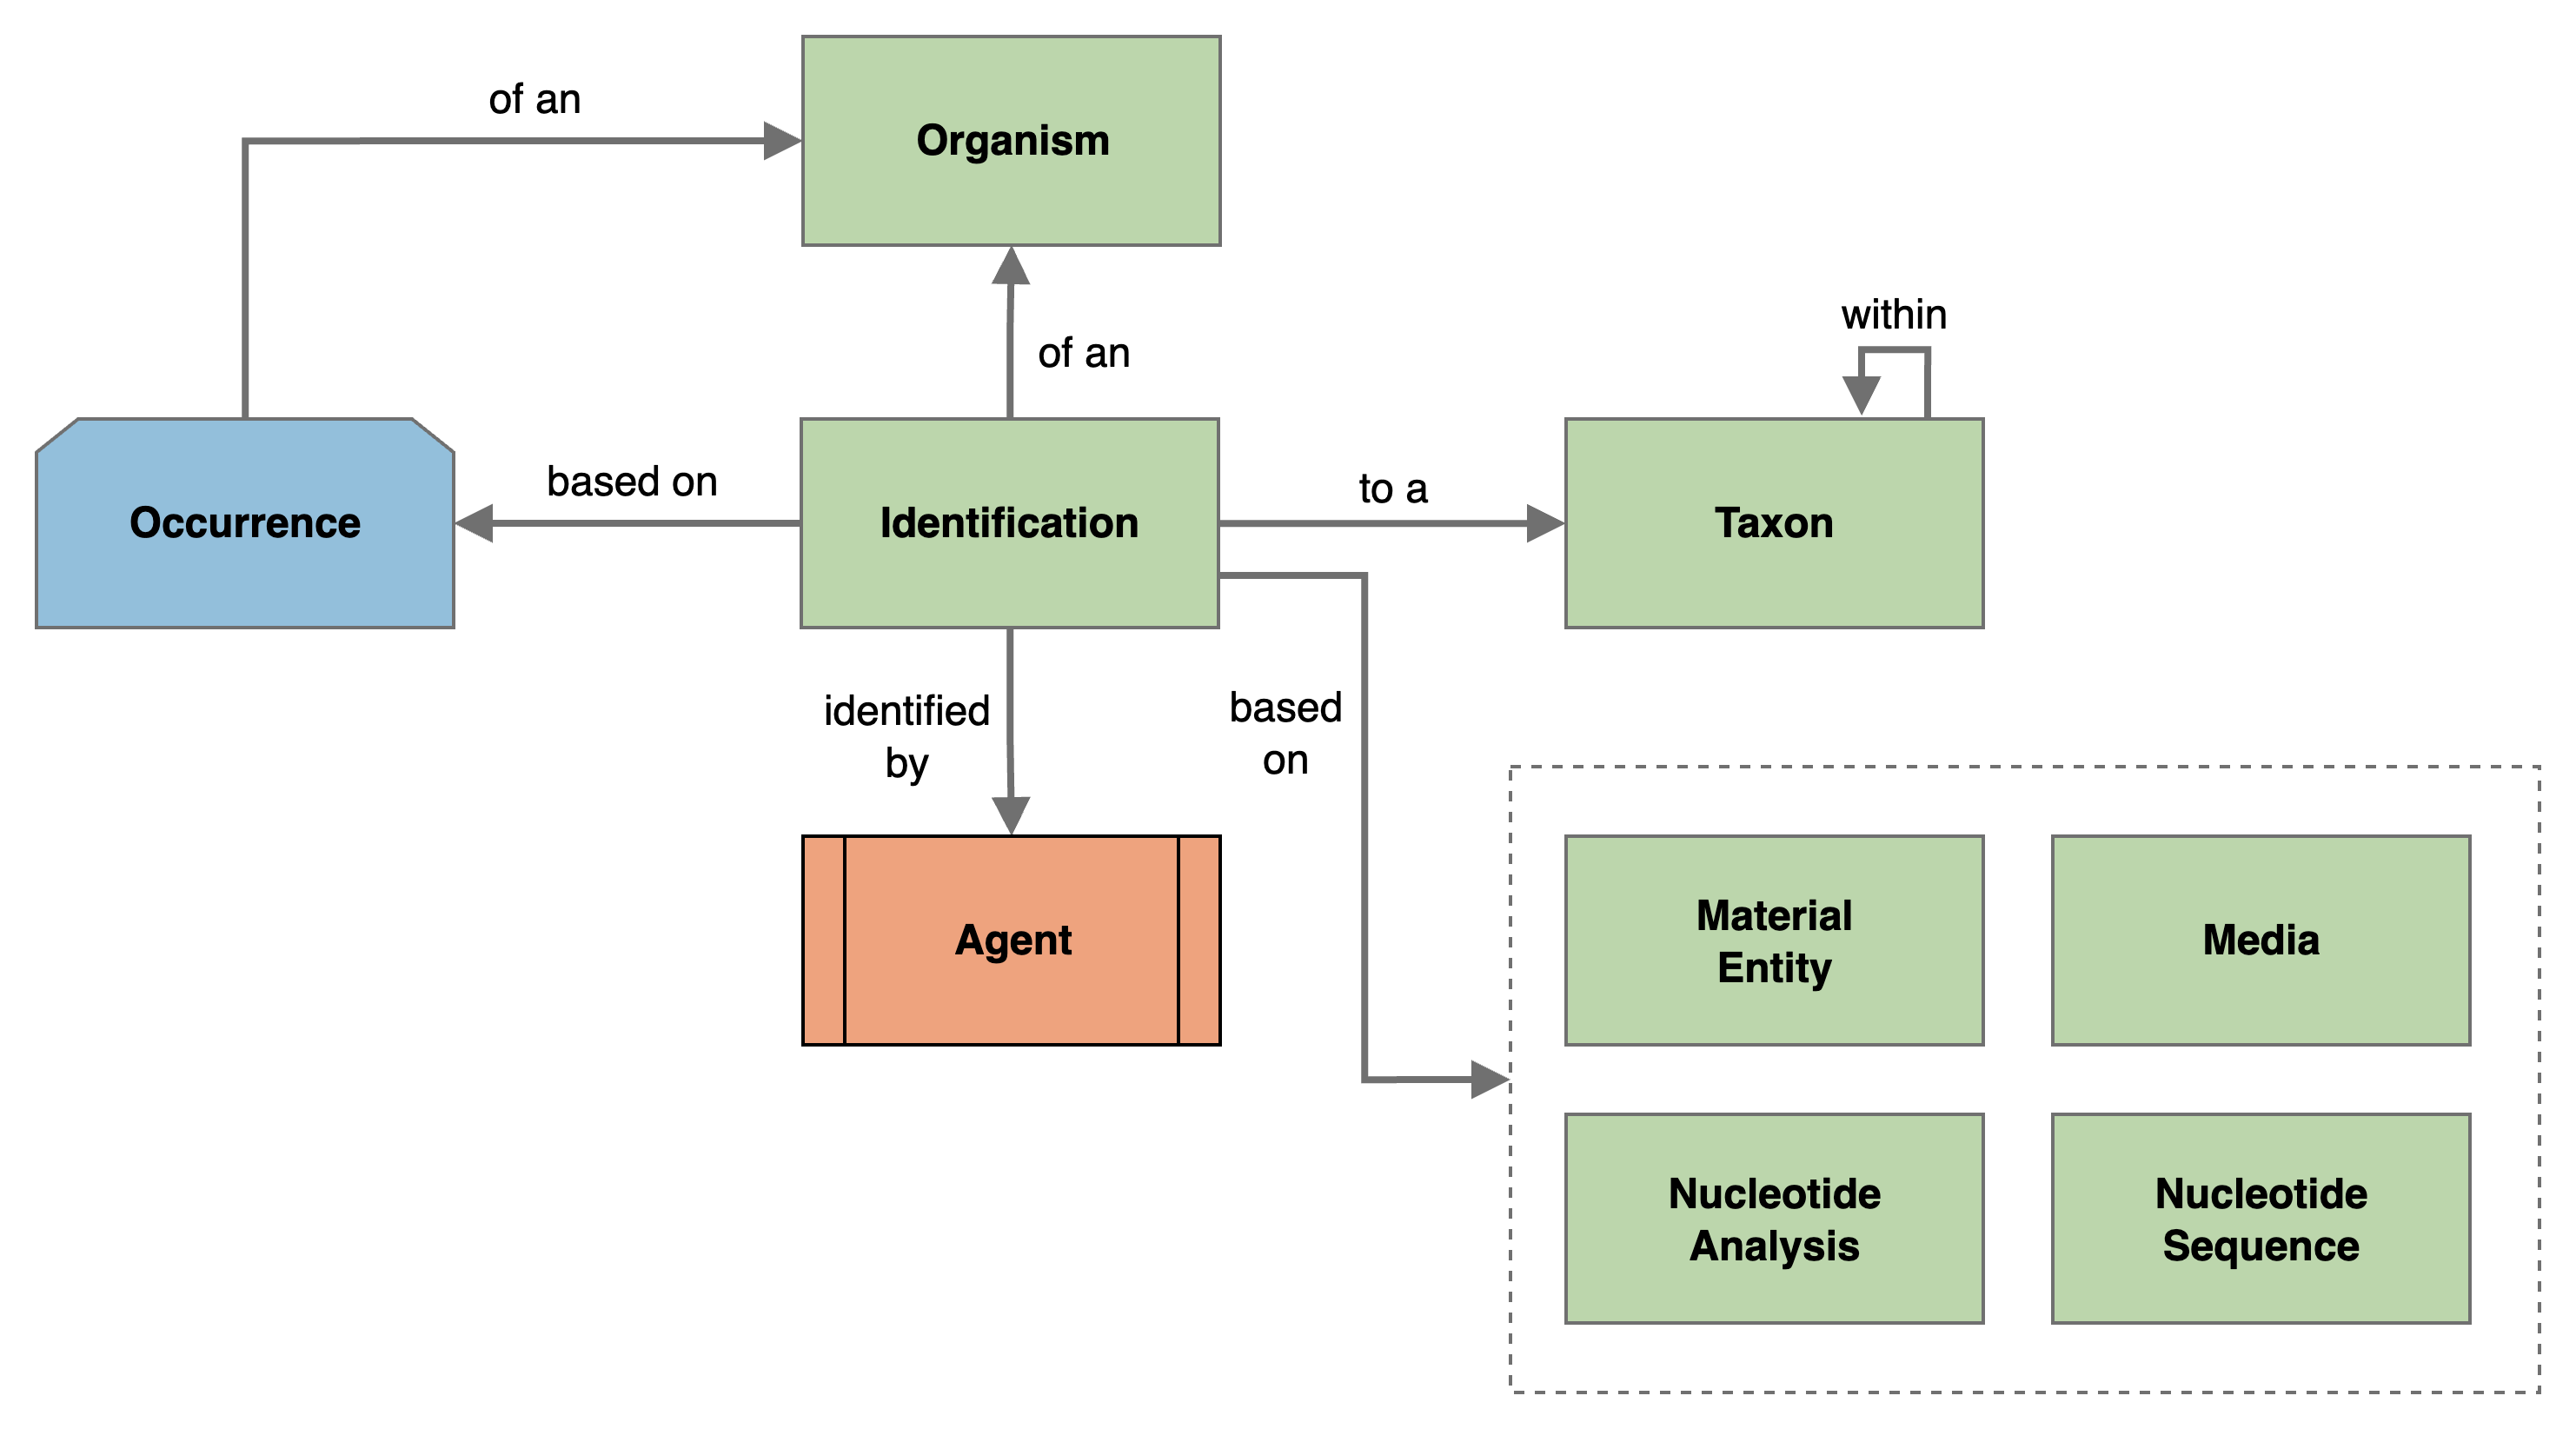 of an
Organism
of an
within
Occurrence
based on
Identification
to a
Taxon
identified
by
based
on
Agent
Material
Entity
Media
Nucleotide
Analysis
Nucleotide
Sequence